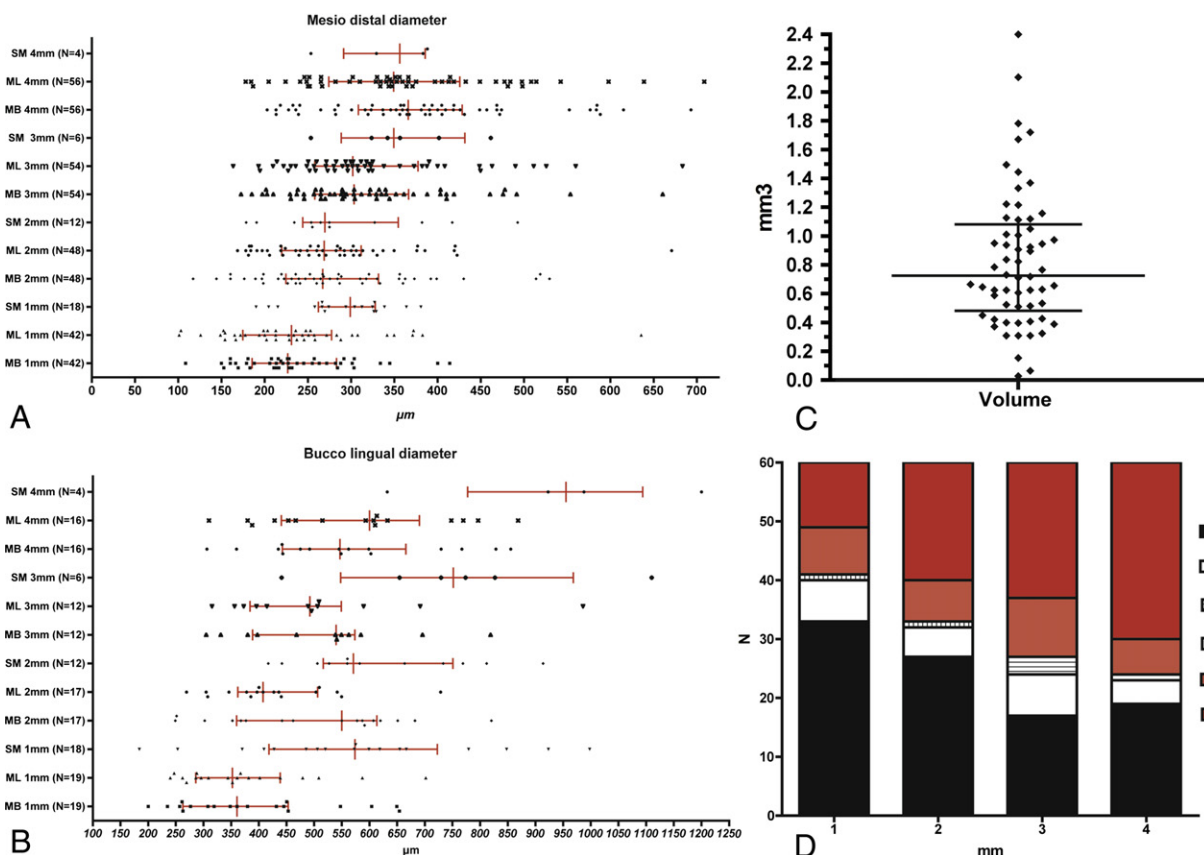 Mesio distal diameter
SM 4mm (N=4)
ML 4mm (N=56)
MB 4mm (N=56)
SM 3mm (N=6)
ML 3mm (N=54)
MB 3mm (N=54)
SM 2mm (N=12)
ML 2mm (N=48)
MB 2mm (N=48)
SM 1mm (N=18)
ML 1mm (N=42)
MB 1mm (N=42)
0 50 100 150 200 250 300 350 400 450 500 550 600 650 700
µm
A
Bucco lingual diameter
SM 4mm (N=4)
ML 4mm (N=16)
MB 4mm (N=16)
SM 3mm (N=6)
ML 3mm (N=12)
MB 3mm (N=12)
SM 2mm (N=12)
ML 2mm (N=17)
MB 2mm (N=17)
SM 1mm (N=18)
ML 1mm (N=19)
MB 1mm (N=19)
100 150 200 250 300 350 400 450 500 550 600 650 700 750 800 850 900 950 1000 1050 1100 1150 1200 1250
µm
B
mm3
2.4
2.2
2.0
1.8
1.6
1.4
1.2
1.0
0.8
0.6
0.4
0.2
0.0
Volume
C
N
60
50
40
30
20
10
0
1 2 3 4
mm
D